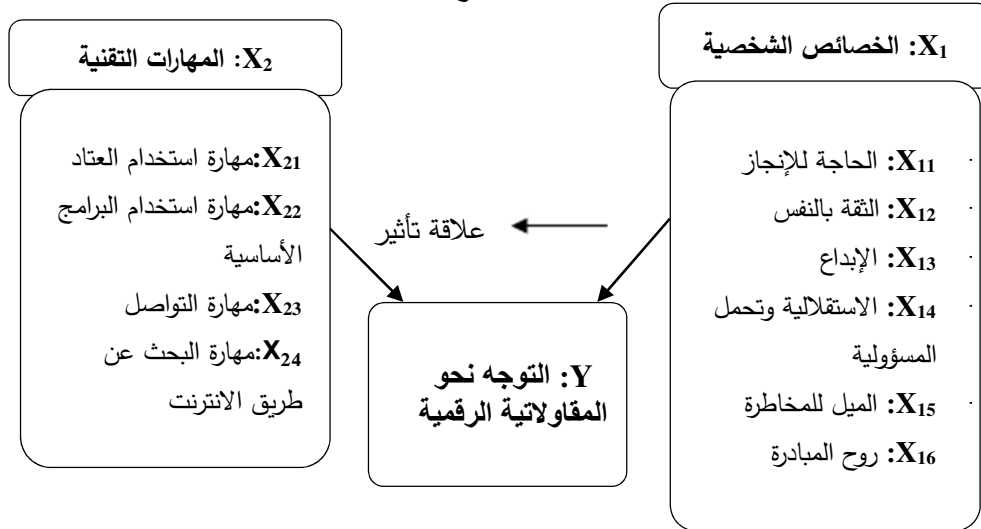 X1: الخصائص الشخصية
X11: الحاجة للإنجاز
X12: الثقة بالنفس
X13: الإبداع
X14: الاستقلالية وتحمل
المسؤولية
X15: الميل للمخاطرة
X16: روح المبادرة
علاقة تأثير
X2: المهارات التقنية
X21:مهارة استخدام العتاد
X22:مهارة استخدام البرامج
الأساسية
X23:مهارة التواصل
X24:مهارة البحث عن
طريق الانترنت
Y: التوجه نحو
المقاولاتية الرقمية